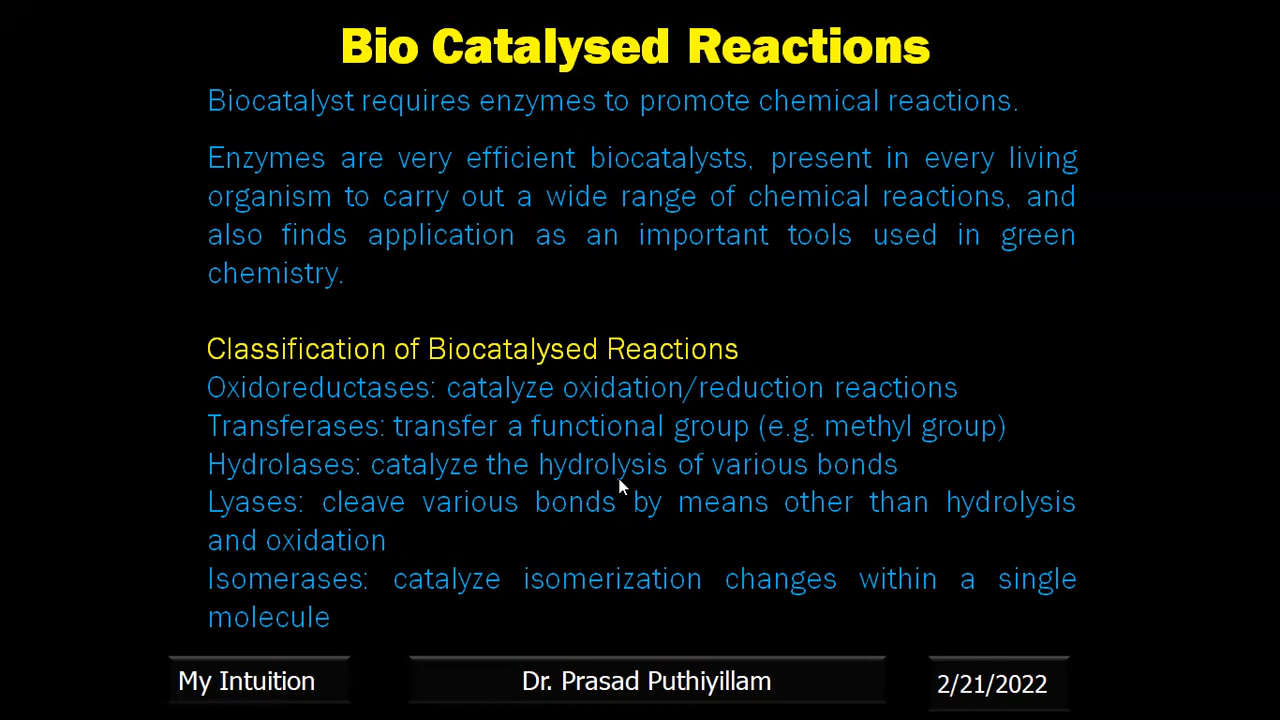 Bio Catalysed Reactions
Biocatalyst requires enzymes to promote chemical reactions.
Enzymes are very efficient biocatalysts, present in every living
organism to carry out a wide range of chemical reactions, and
also finds application as an important tools used in green
chemistry.
Classification of Biocatalysed Reactions
Oxidoreductases: catalyze oxidation/reduction reactions
Transferases: transfer a functional group (e.g. methyl group)
Hydrolases: catalyze the hydrolysis of various bonds
Lyases: cleave various bonds by means other than hydrolysis
and oxidation
Isomerases: catalyze isomerization changes within a single
molecule
My Intuition
Dr. Prasad Puthiyillam
2/21/2022